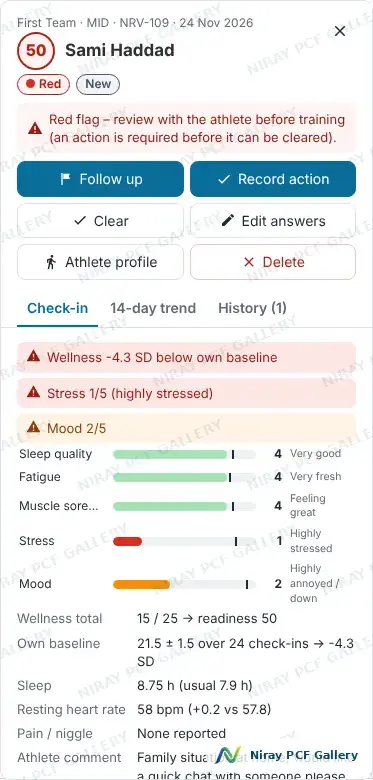 First Team · MID · NRV-109 · 24 Nov 2026
50
Sami Haddad
Red
New
Red flag – review with the athlete before training
(an action is required before it can be cleared).
Follow up
Record action
Clear
Edit answers
Athlete profile
Delete
Check-in
14-day trend
History (1)
Wellness -4.3 SD below own baseline
Stress 1/5 (highly stressed)
Mood 2/5
Sleep quality 4 Very good
Fatigue 4 Very fresh
Muscle sore... 4 Feeling
great
Stress 1 Highly
stressed
Mood 2 Highly
annoyed /
down
Wellness total 15 / 25 → readiness 50
Own baseline 21.5 ± 1.5 over 24 check-ins → -4.3
SD
Sleep 8.75 h (usual 7.9 h)
Resting heart rate 58 bpm (+0.2 vs 57.8)
Pain / niggle None reported
Athlete comment Family
a quick chat with someone please
Niray PCF Gallery
NIRAY PCF GALLERY